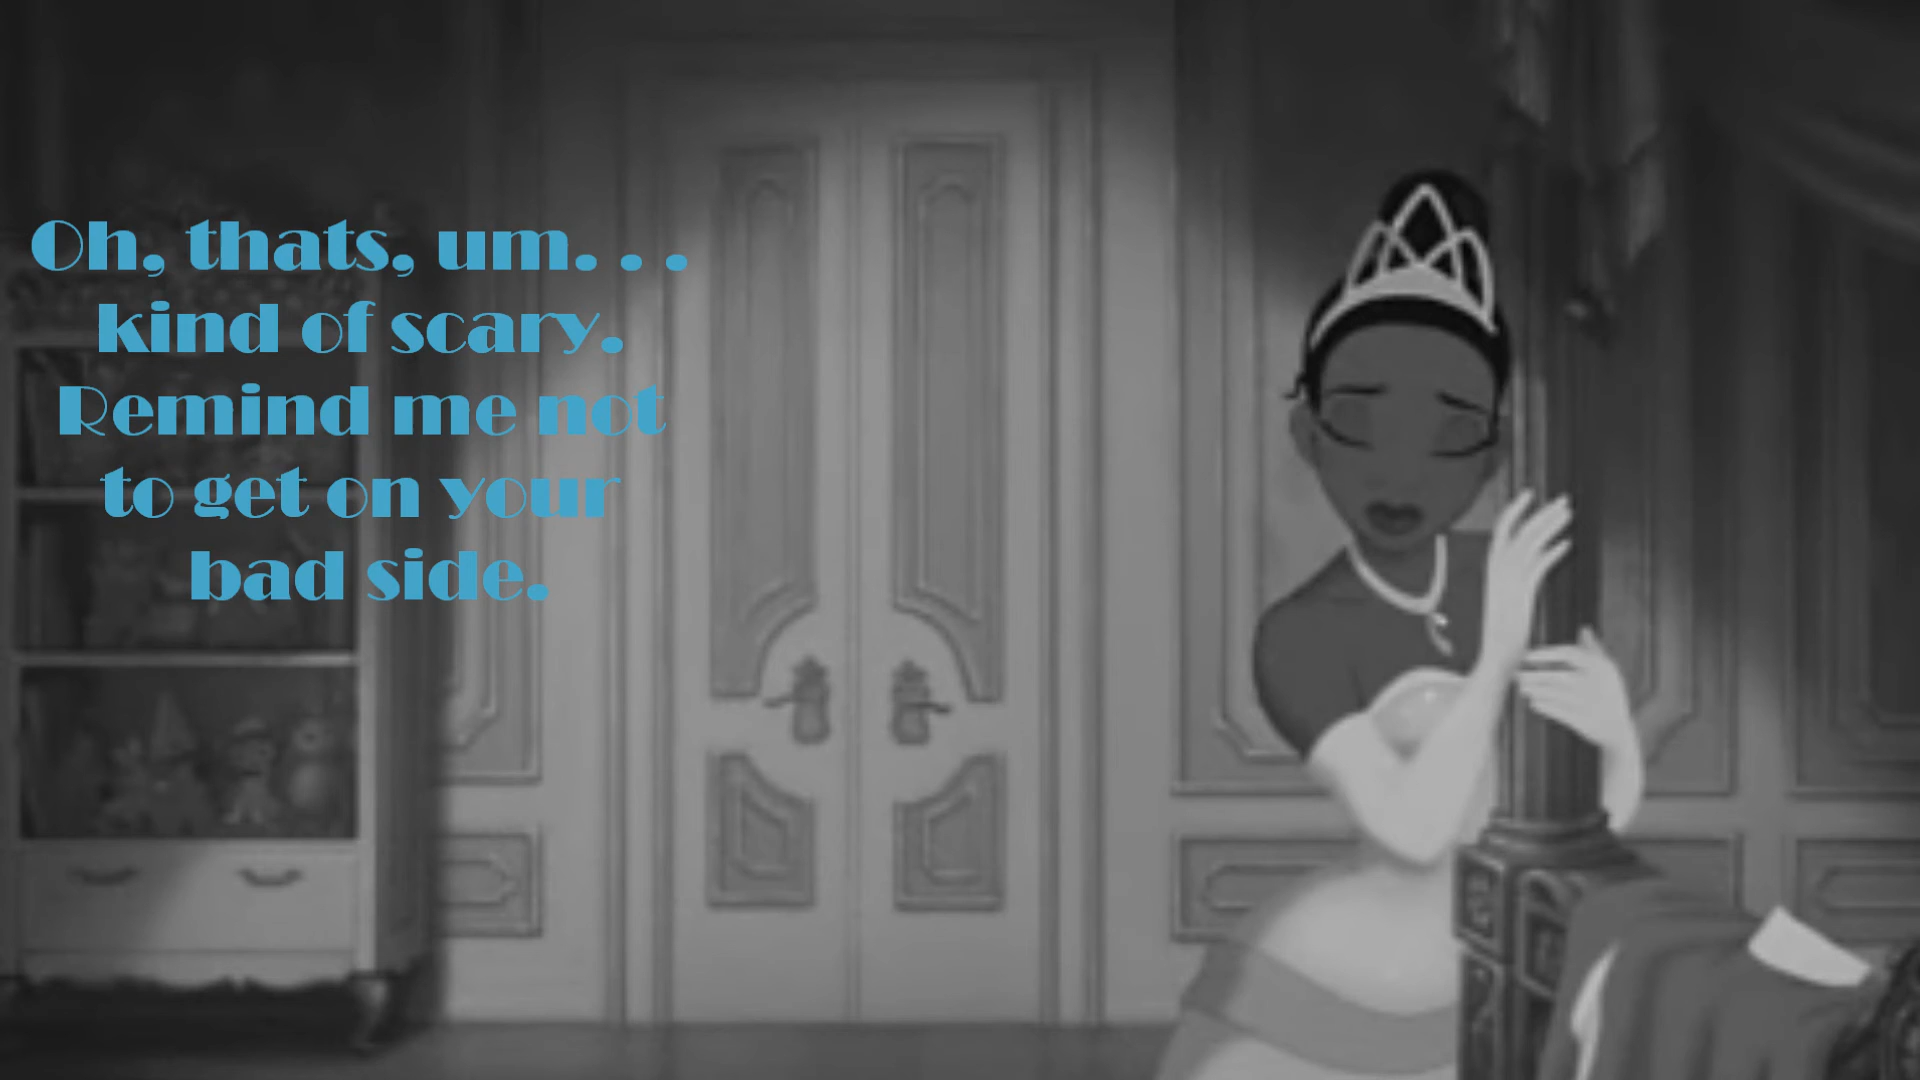 Oh, thats, um. . .
kind of scary.
Remind me not
to get on your
bad side.